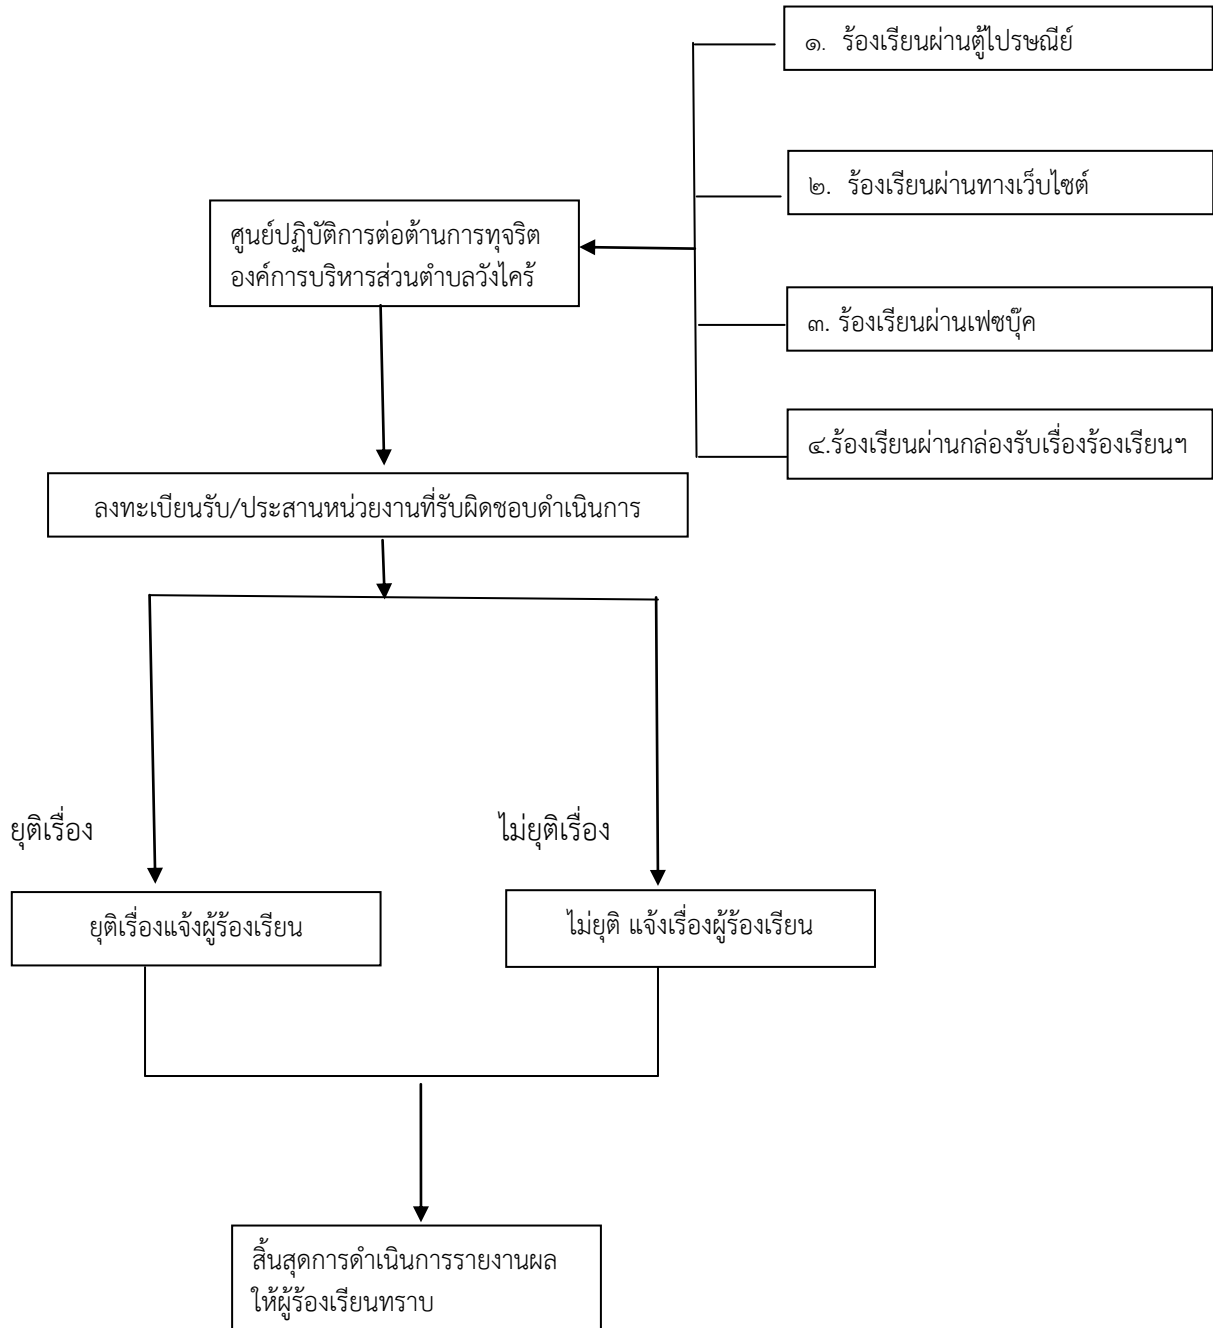 ๑. ร้องเรียนผ่านตู้ไปรษณีย์
๒. ร้องเรียนผ่านทางเว็บไซต์
ศูนย์ปฏิบัติการต่อต้านการทุจริต
องค์การบริหารส่วนตำบลวังไคร้
๓. ร้องเรียนผ่านเฟซบุ๊ค
๔.ร้องเรียนผ่านกล่องรับเรื่องร้องเรียนฯ
ลงทะเบียนรับ/ประสานหน่วยงานที่รับผิดชอบดำเนินการ
ยุติเรื่อง
ไม่ยุติเรื่อง
ยุติเรื่องแจ้งผู้ร้องเรียน
ไม่ยุติ แจ้งเรื่องผู้ร้องเรียน
สิ้นสุดการดำเนินการรายงานผล
ให้ผู้ร้องเรียนทราบ